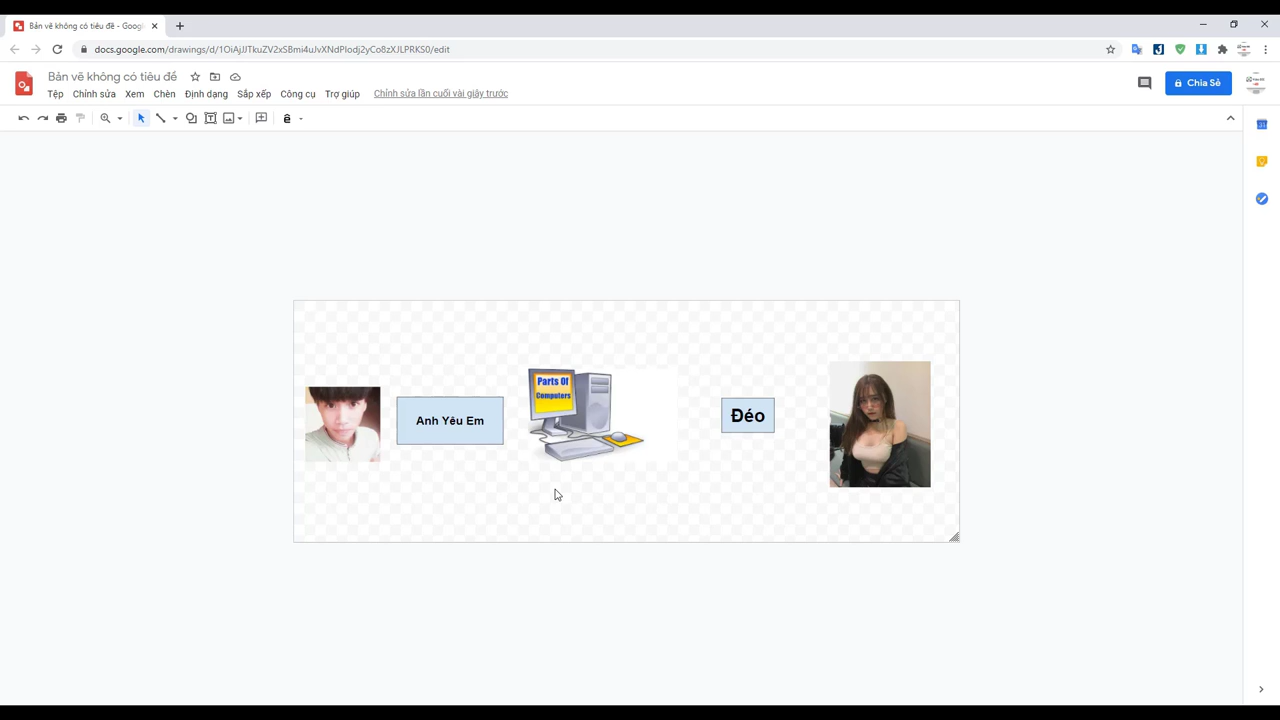 Bản vẽ không có tiêu đề - Goog
docs.google.com/drawings/d/1OiAjJJTkuZV2xSBmi4uJvXNdPIodj2yCo8zXJLPRKS0/edit
Bản vẽ không có tiêu đề
Tệp Chỉnh sửa Xem Chèn Định dạng Sắp xếp Công cụ Trợ giúp Chỉnh sửa lần cuối vài giây trước
Chia Sẻ
31
Parts Of
Computers
Anh Yêu Em
Đéo